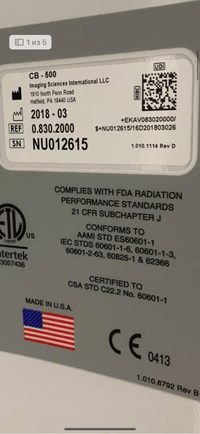 1 из 5
CB - 500
Imaging Sciences International LLC
1910 North Penn Road
Hatfield, PA 19440 USA
UDI
2018 - 03
REF 0.830.2000
SN NU012615
+EKAV083020000/
$+NU012615/16D201803026
1.010.1114 Rev D
COMPLIES WITH FDA RADIATION
PERFORMANCE STANDARDS
21 CFR SUBCHAPTER J
CONFORMS TO
AAMI STD ES60601-1
IEC STDS 60601-1-6, 60601-1-3,
60601-2-63, 60825-1 & 62366
CERTIFIED TO
CSA STD C22.2 No. 60601-1
ETL
US
Intertek
3057436
MADE IN U.S.A.
CE 0413
1.010.6792 Rev B